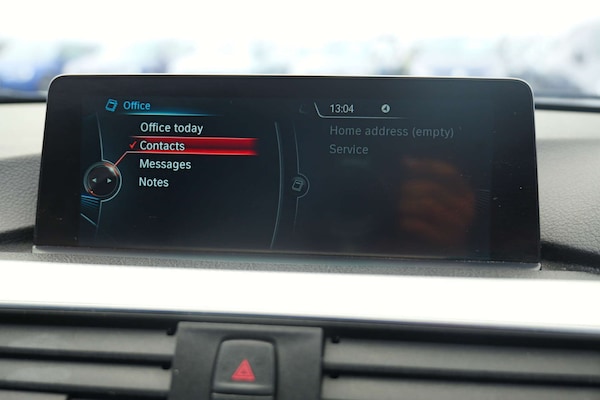 Office
Office today
Contacts
Messages
Notes
13:04
Home address (empty)
Service